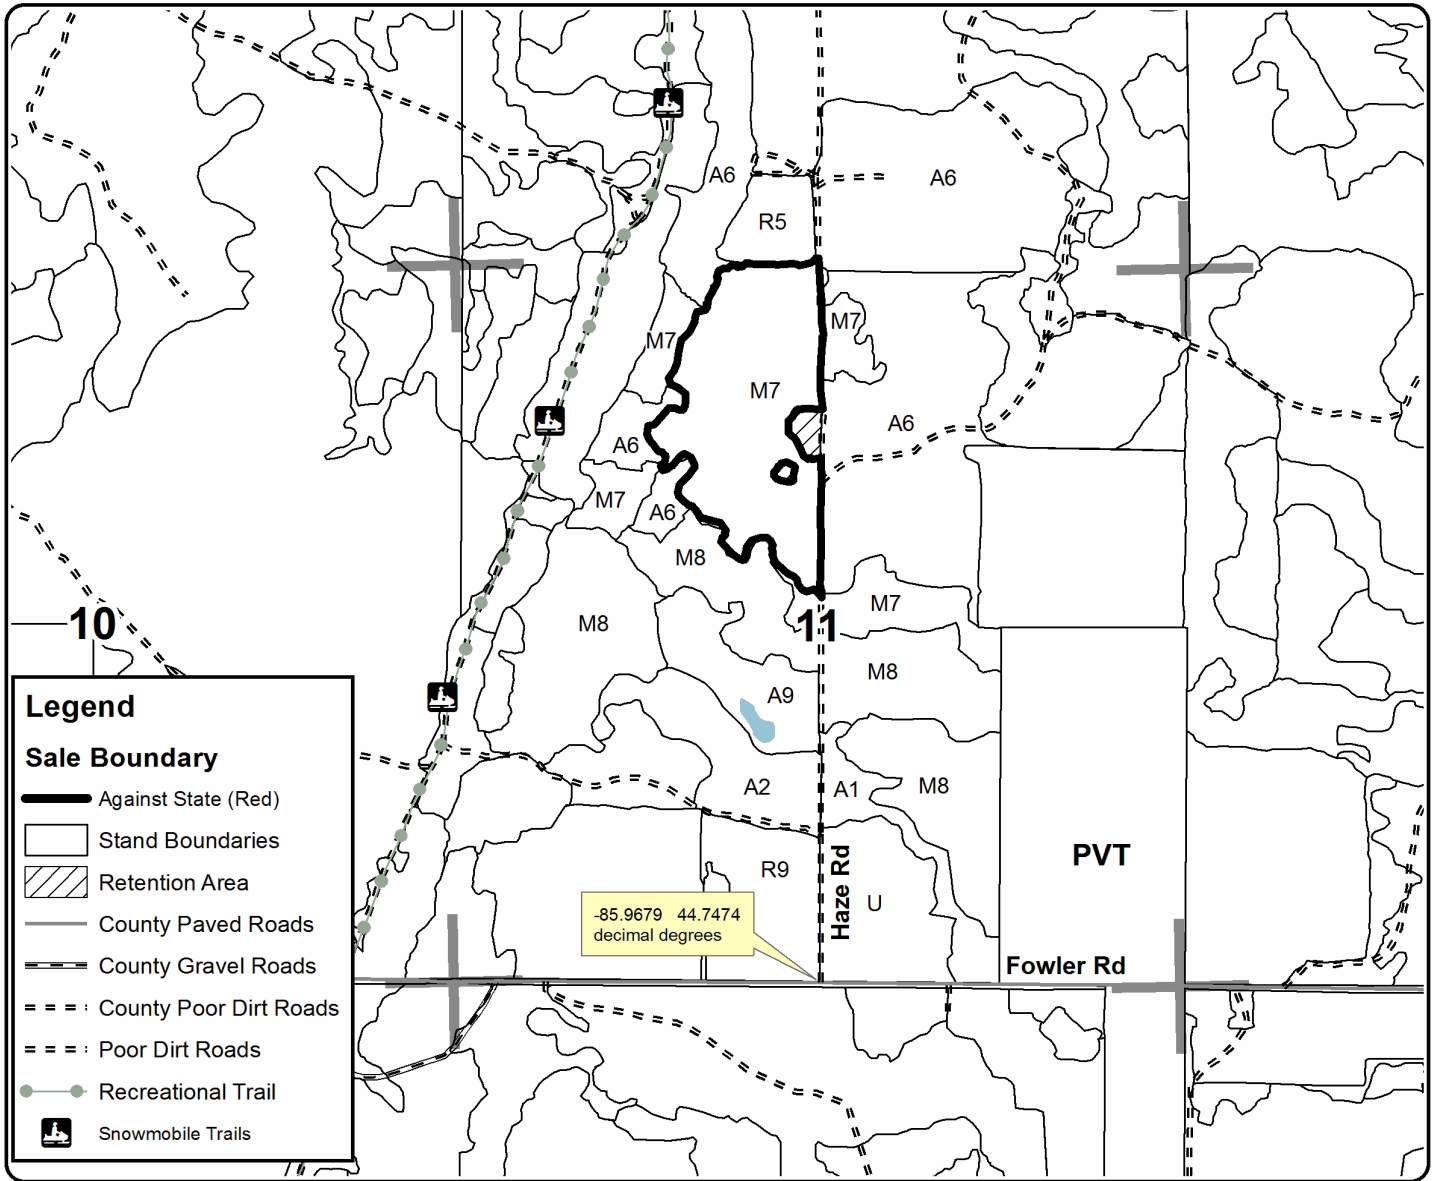 A6
A6
R5
M7
M7
M7
A6
A6
M7
A6
M8
M7
10
M8
11
M8
A9
A2
A1
M8
PVT
R9
Haze Rd
U
-85.9679 44.7474
decimal degrees
Fowler Rd
Legend
Sale Boundary
Against State (Red)
Stand Boundaries
Retention Area
County Paved Roads
County Gravel Roads
County Poor Dirt Roads
Poor Dirt Roads
Recreational Trail
Snowmobile Trails